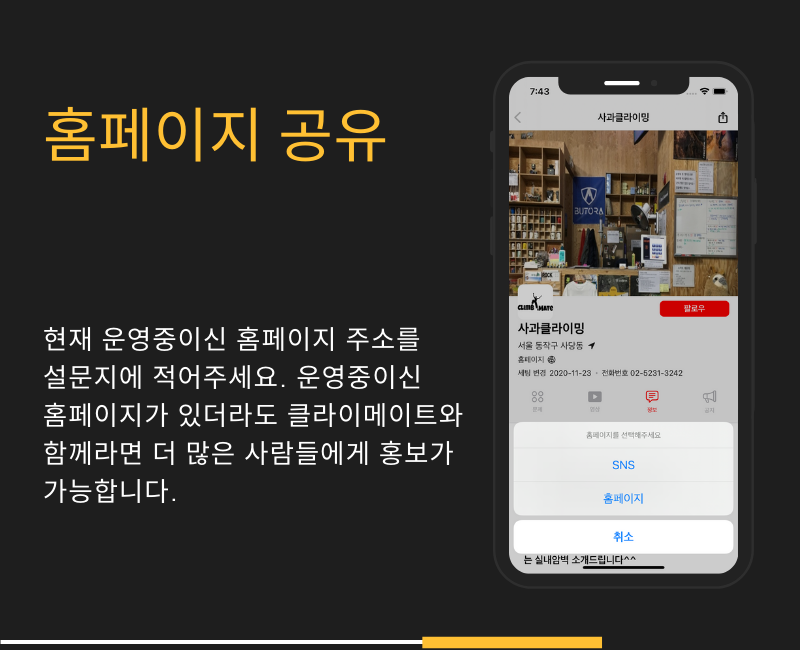 홈페이지 공유
현재 운영중이신 홈페이지 주소를
설문지에 적어주세요. 운영중이신
홈페이지가 있더라도 클라이메이트와
함께라면 더 많은 사람들에게 홍보가
가능합니다.
7:43
사과클라이밍
BUTORA
CLIMB MATE
팔로우
사과클라이밍
서울 동작구 사당동
홈페이지
세팅 변경 2020-11-23 · 전화번호 02-5231-3242
문제
영상
정보
공지
홈페이지를 선택해주세요
SNS
홈페이지
취소
는 실내암벽 소개드립니다^^